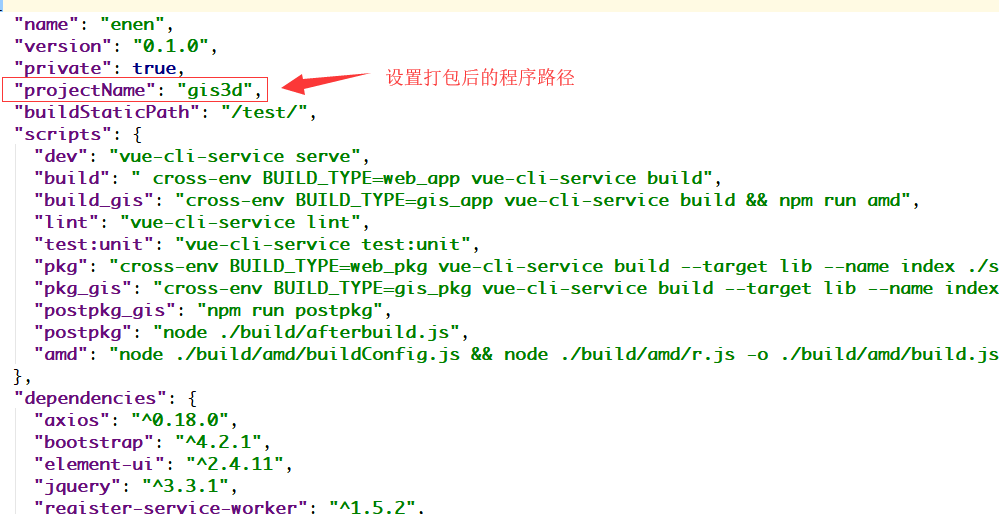 "name": "enen",
"version": "0.1.0",
"private": true,
"projectName": "gis3d", 设置打包后的程序路径
"buildStaticPath": "/test/",
"scripts": {
"dev": "vue-cli-service serve",
"build": " cross-env BUILD_TYPE=web_app vue-cli-service build",
"build_gis": "cross-env BUILD_TYPE=gis_app vue-cli-service build && npm run amd",
"lint": "vue-cli-service lint",
"test:unit": "vue-cli-service test:unit",
"pkg": "cross-env BUILD_TYPE=web_pkg vue-cli-service build --target lib --name index ./s
"pkg_gis": "cross-env BUILD_TYPE=gis_pkg vue-cli-service build --target lib --name index
"postpkg_gis": "npm run postpkg",
"postpkg": "node ./build/afterbuild.js",
"amd": "node ./build/amd/buildConfig.js && node ./build/amd/r.js -o ./build/amd/build.js
},
"dependencies": {
"axios": "^0.18.0",
"bootstrap": "^4.2.1",
"element-ui": "^2.4.11",
"jquery": "^3.3.1",
"register-service-worker": "^1.5.2",